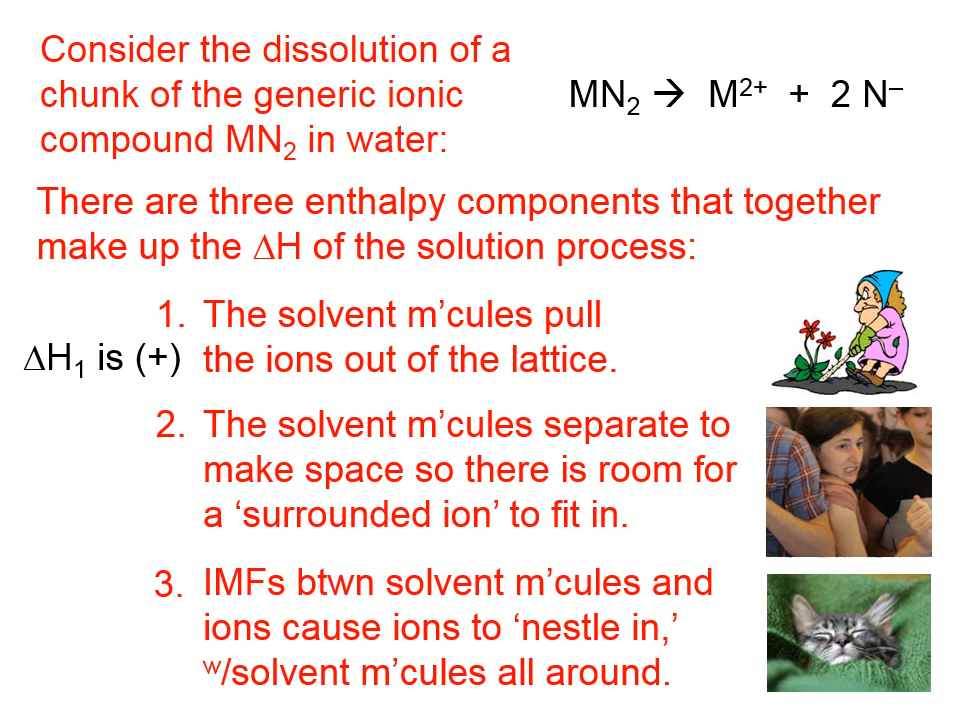 Consider the dissolution of a
chunk of the generic ionic
compound MN₂ in water:
MN₂ → M²⁺ + 2 N⁻
There are three enthalpy components that together
make up the ΔH of the solution process:
1. The solvent m’cules pull
the ions out of the lattice.
ΔH₁ is (+)
2. The solvent m’cules separate to
make space so there is room for
a ‘surrounded ion’ to fit in.
3. IMFs btwn solvent m’cules and
ions cause ions to ‘nestle in,’
w/solvent m’cules all around.